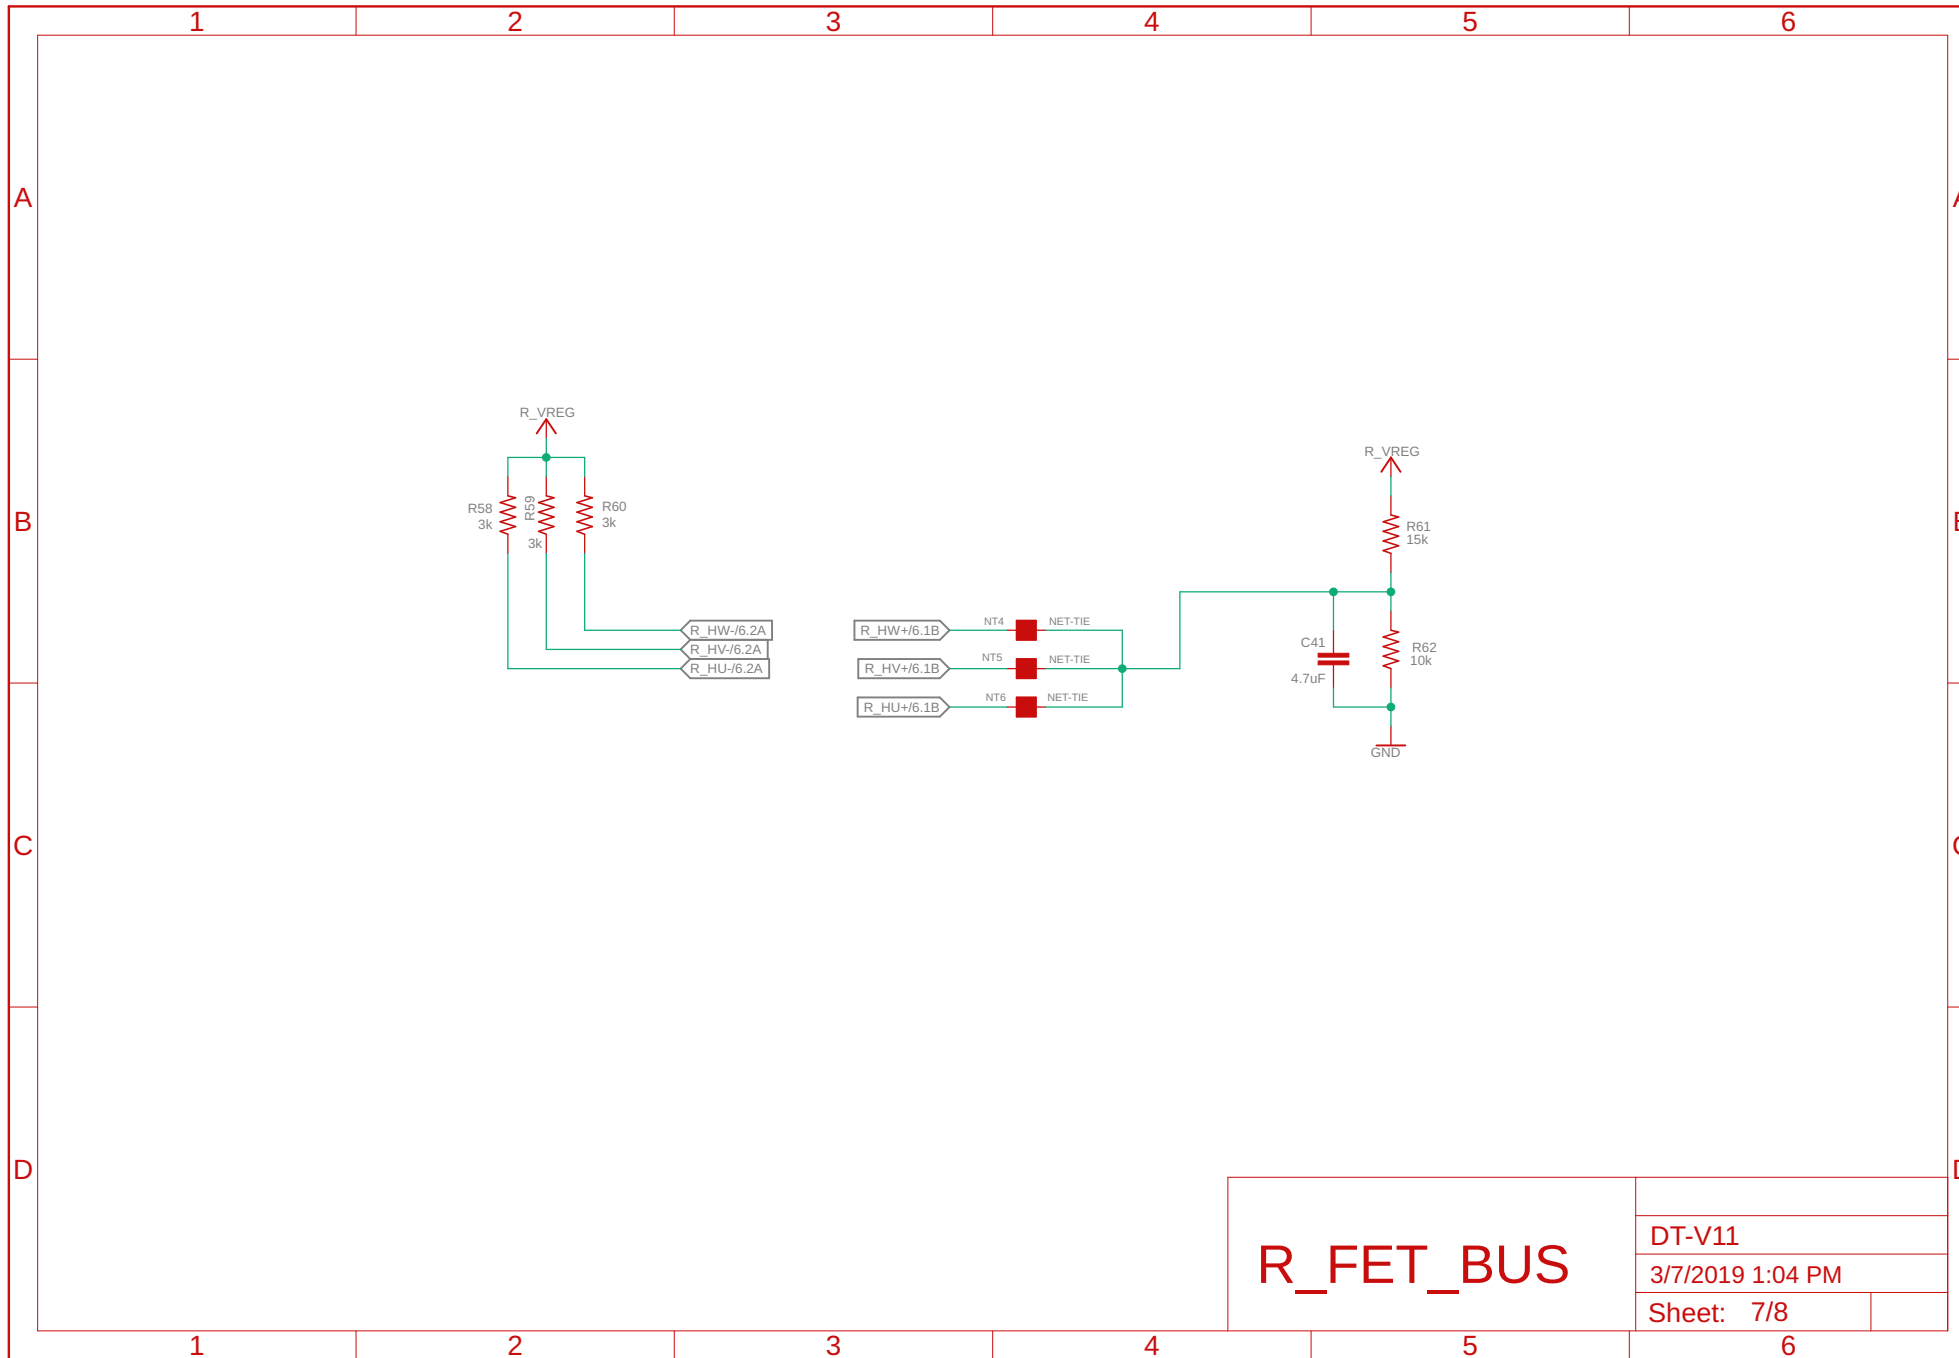 1 2 3 4 5 6
A
B
C
D
R_VREG
R58
3k
R59
3k
R60
3k
R_HW-/6.2A
R_HV-/6.2A
R_HU-/6.2A
R_HW+/6.1B
NT4
NET-TIE
R_HV+/6.1B
NT5
NET-TIE
R_HU+/6.1B
NT6
NET-TIE
R_VREG
R61
15k
C41
4.7uF
R62
10k
GND
R_FET_BUS
DT-V11
3/7/2019 1:04 PM
Sheet: 7/8
1 2 3 4 5 6